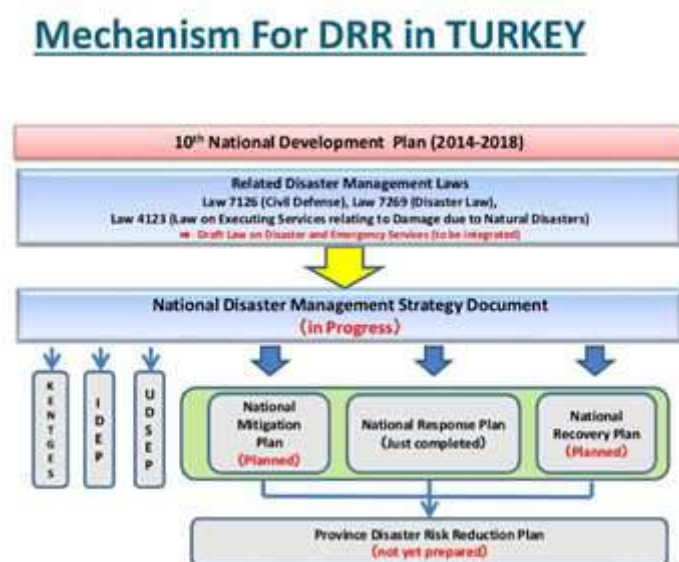 Mechanism For DRR in TURKEY
10th National Development Plan (2014-2018)
Related Disaster Management Laws
Law 7126 (Civil Defense), Law 7269 (Disaster Law),
Law 4123 (Law on Executing Services relating to Damage due to Natural Disasters)
⇒ Draft Law on Disaster and Emergency Services (to be integrated)
National Disaster Management Strategy Document
(in Progress)
KENTGES
IDEP
UDSEP
National
Mitigation
Plan
(Planned)
National Response Plan
(Just completed)
National
Recovery Plan
(Planned)
Province Disaster Risk Reduction Plan
(not yet prepared)